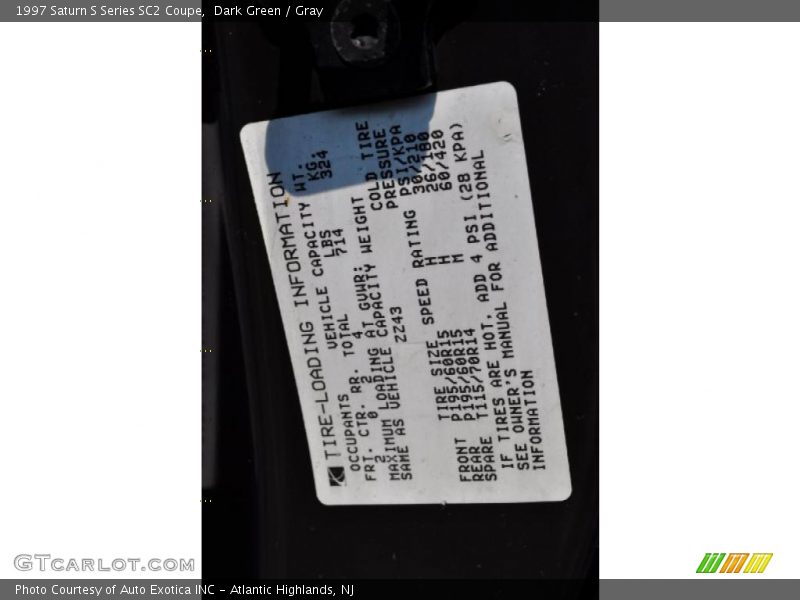 1997 Saturn S Series SC2 Coupe, Dark Green / Gray
TIRE-LOADING INFORMATION
OCCUPANTS VEHICLE CAPACITY WT.
FRT. CTR. RR. TOTAL LBS KG.
2 0 2 4 714 324
MAXIMUM LOADING AT GVWR:
SAME AS VEHICLE CAPACITY WEIGHT
ZZ43
COLD TIRE
PRESSURE
TIRE SIZE SPEED RATING PSI/KPA
FRONT P195/60R15 H 30/210
REAR P195/60R15 H 26/180
SPARE T115/70R14 M 60/420
IF TIRES ARE HOT, ADD 4 PSI (28 KPA)
SEE OWNER'S MANUAL FOR ADDITIONAL
INFORMATION
GTCARLOT.COM
Photo Courtesy of Auto Exotica INC - Atlantic Highlands, NJ